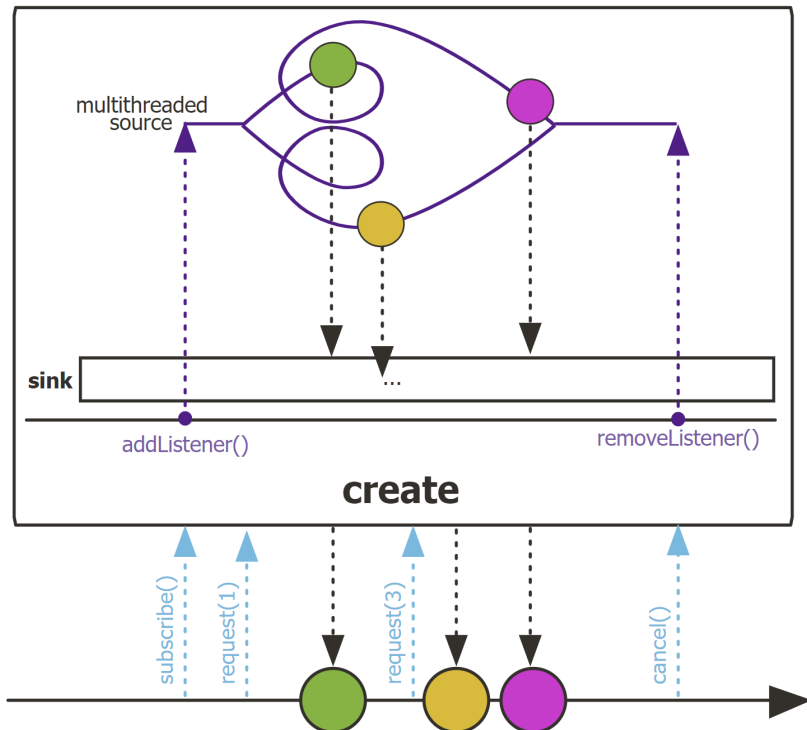 multithreaded
source
sink
...
addListener()
removeListener()
create
subscribe()
request(1)
request(3)
cancel()